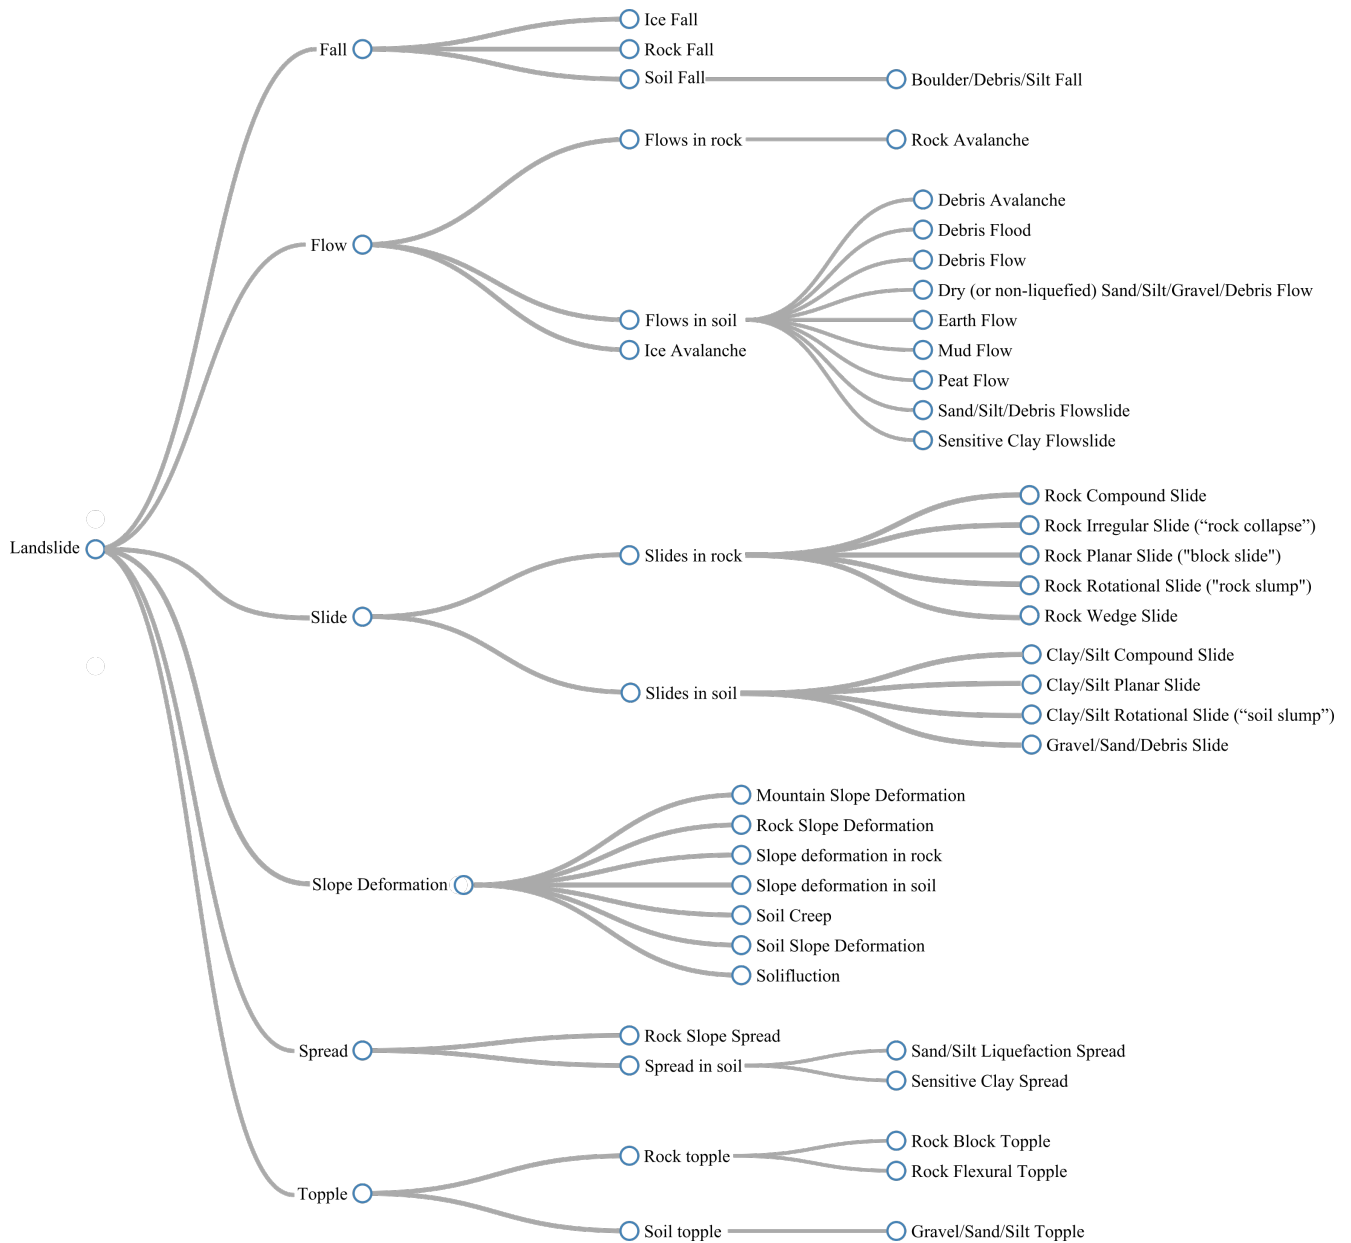 Landslide
Fall
Ice Fall
Rock Fall
Soil Fall
Boulder/Debris/Silt Fall
Flow
Flows in rock
Rock Avalanche
Flows in soil
Debris Avalanche
Debris Flood
Debris Flow
Dry (or non-liquefied) Sand/Silt/Gravel/Debris Flow
Earth Flow
Mud Flow
Peat Flow
Sand/Silt/Debris Flowslide
Sensitive Clay Flowslide
Ice Avalanche
Slide
Slides in rock
Rock Compound Slide
Rock Irregular Slide (“rock collapse”)
Rock Planar Slide ("block slide")
Rock Rotational Slide ("rock slump")
Rock Wedge Slide
Slides in soil
Clay/Silt Compound Slide
Clay/Silt Planar Slide
Clay/Silt Rotational Slide (“soil slump”)
Gravel/Sand/Debris Slide
Slope Deformation
Mountain Slope Deformation
Rock Slope Deformation
Slope deformation in rock
Slope deformation in soil
Soil Creep
Soil Slope Deformation
Solifluction
Spread
Rock Slope Spread
Spread in soil
Sand/Silt Liquefaction Spread
Sensitive Clay Spread
Topple
Rock topple
Rock Block Topple
Rock Flexural Topple
Soil topple
Gravel/Sand/Silt Topple